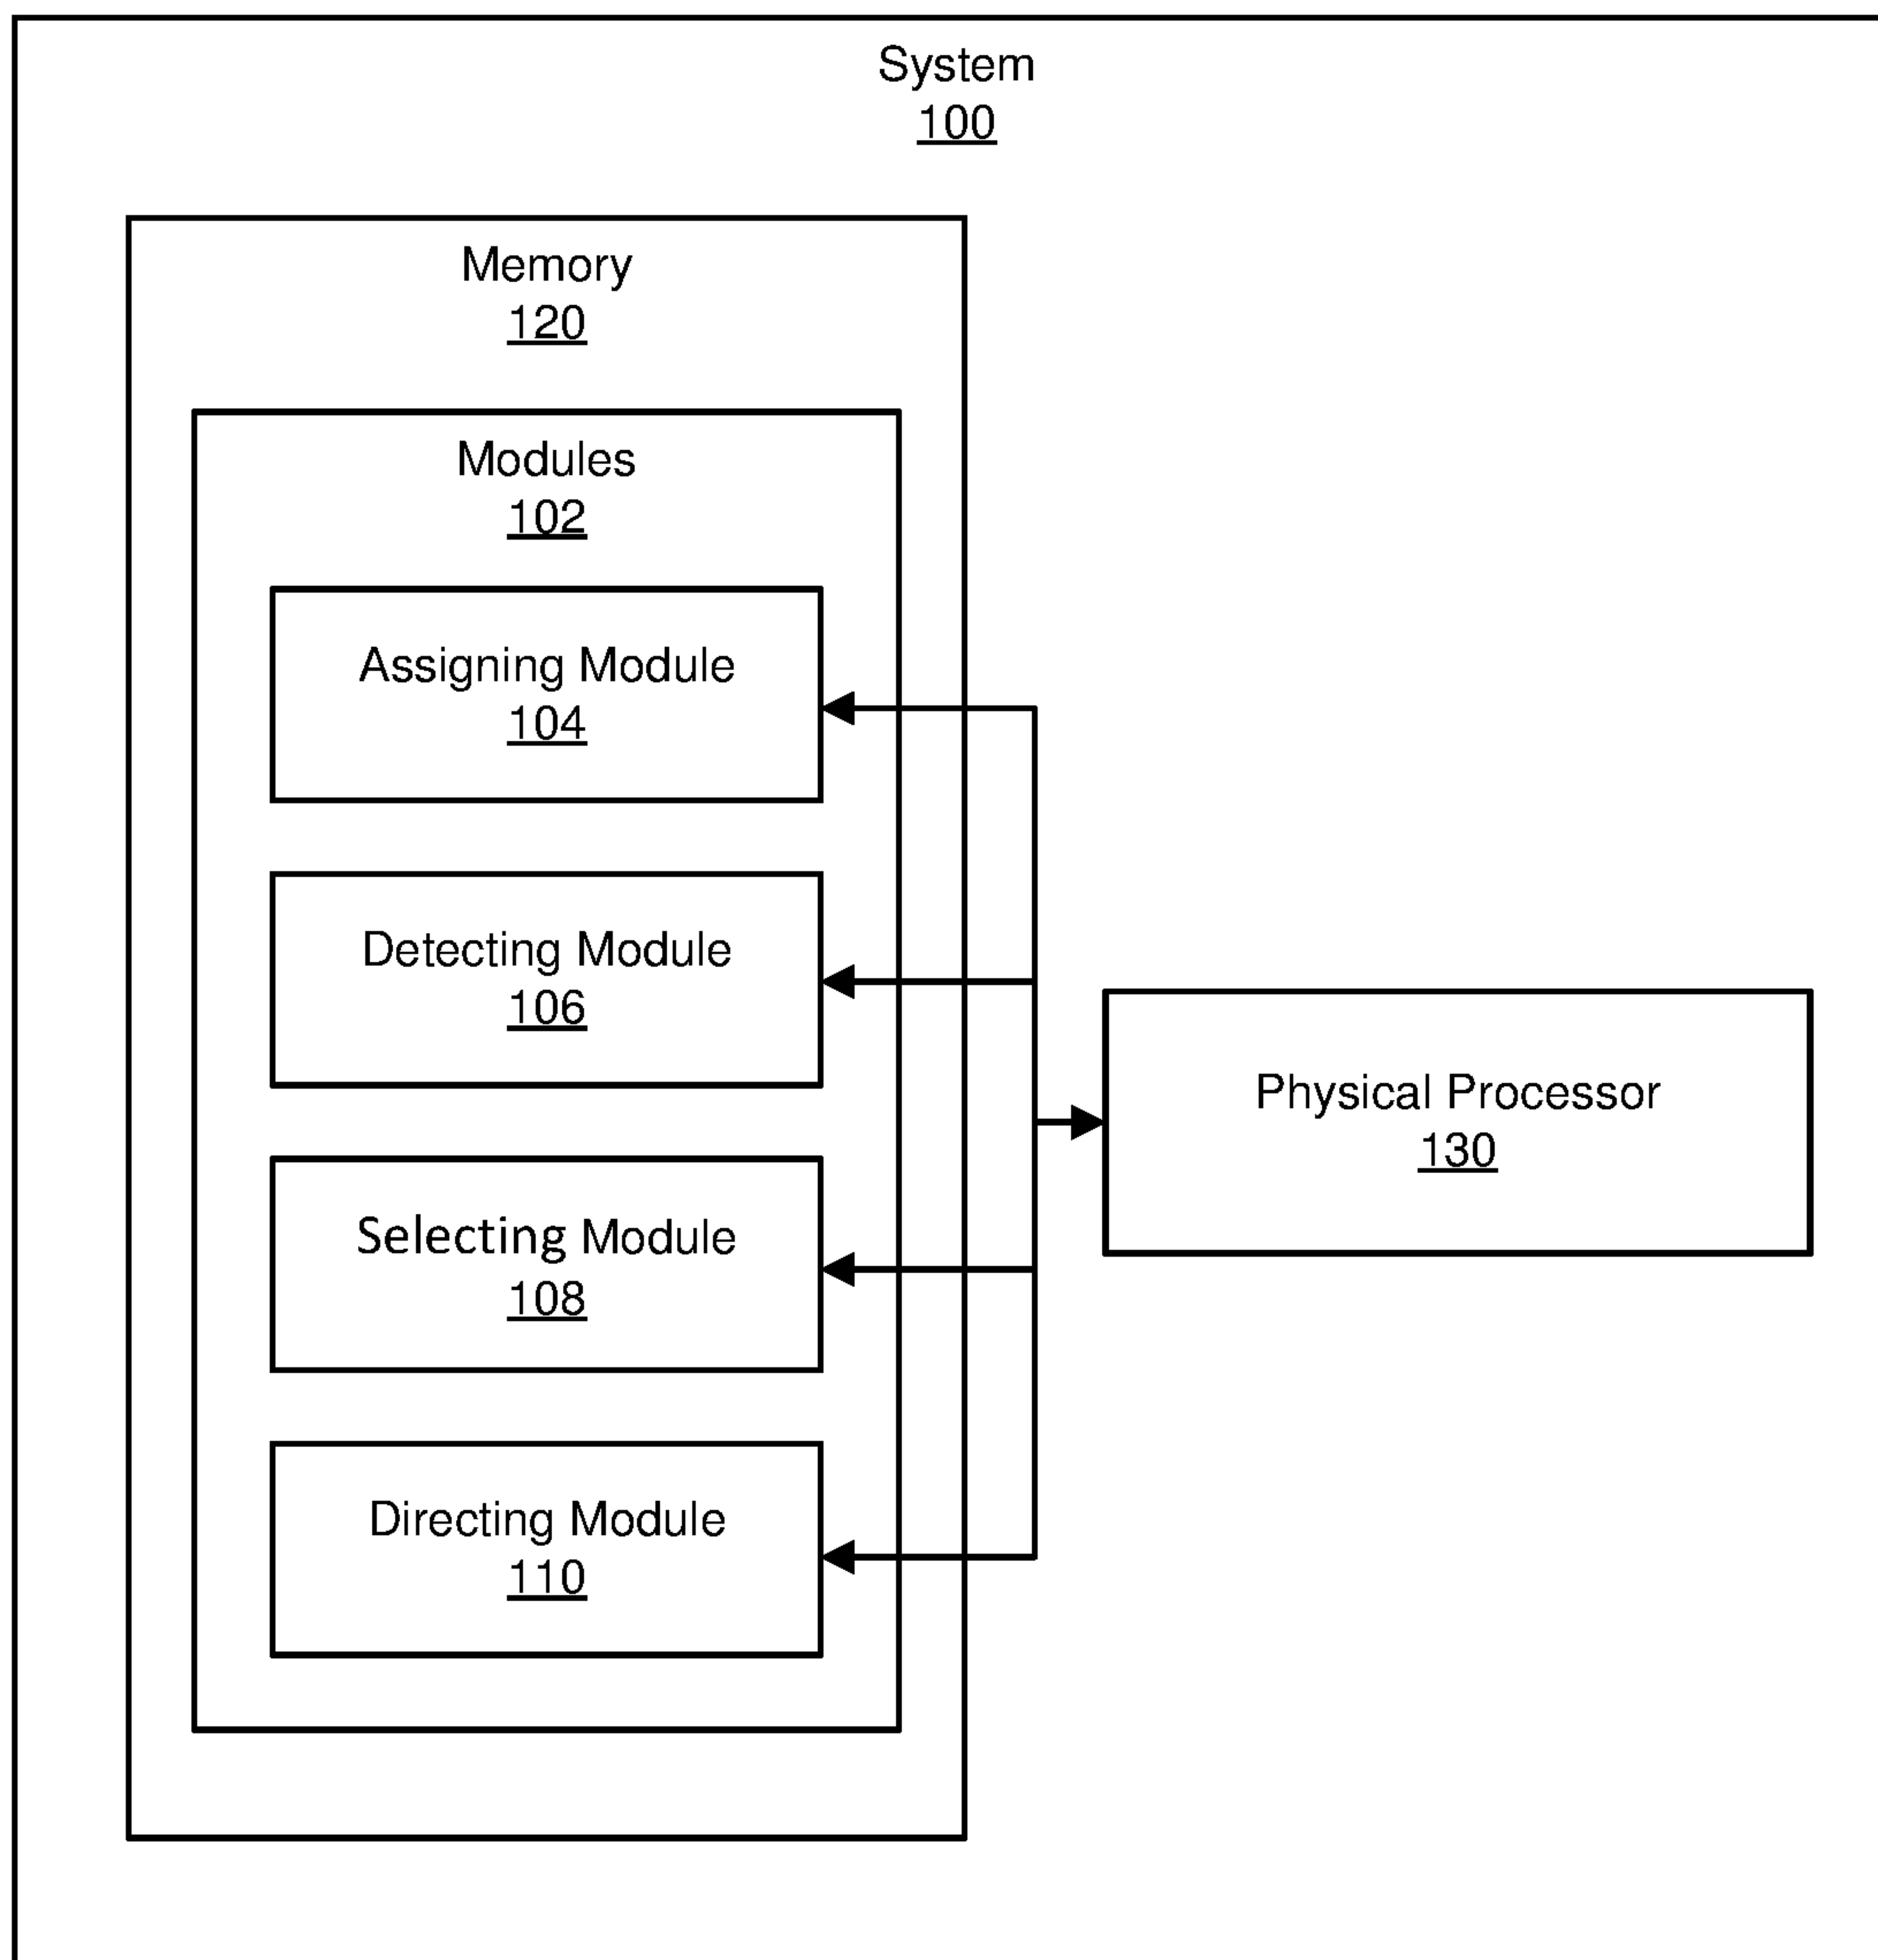 System
100
Memory
120
Modules
102
Assigning Module
104
Detecting Module
106
Selecting Module
108
Directing Module
110
Physical Processor
130